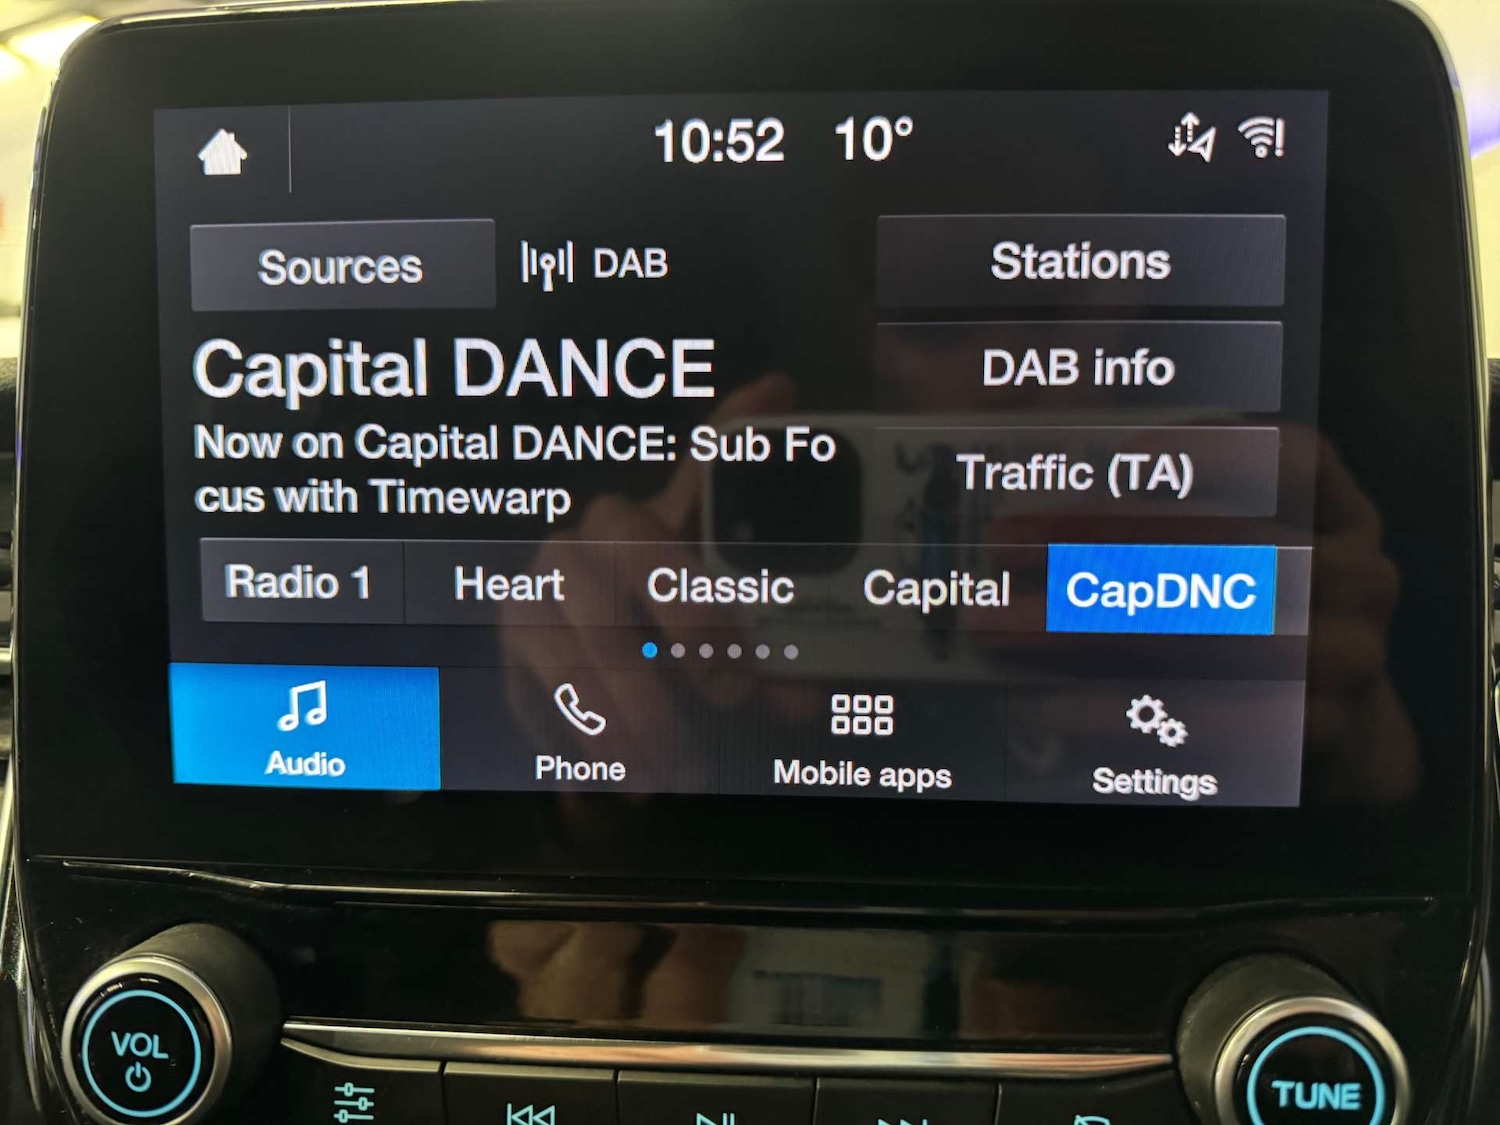 10:52 10°
Sources DAB Stations
Capital DANCE
DAB info
Now on Capital DANCE: Sub Fo
cus with Timewarp
Traffic (TA)
Radio 1 Heart Classic Capital CapDNC
Audio Phone Mobile apps Settings
VOL TUNE